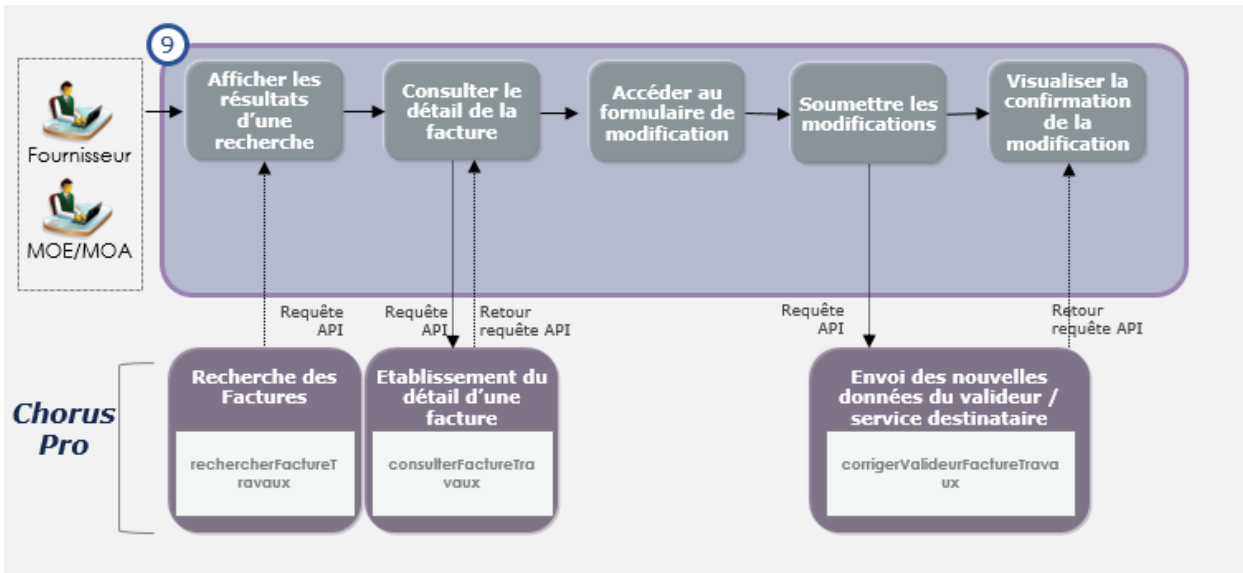 9
Afficher les
résultats
d'une
recherche
Consulter le
détail de la
facture
Accéder au
formulaire de
modification
Soumettre les
modifications
Visualiser la
confirmation
de la
modification
Fournisseur
MOE/MOA
Requête
API
Requête
API
Retour
requête API
Requête
API
Retour
requête API
Chorus
Pro
Recherche des
Factures
rechercherFactureT
ravaux
Etablissement du
détail d'une
facture
consulterFactureTra
vaux
Envoi des nouvelles
données du valideur /
service destinataire
corrigerValideurFactureTrava
ux